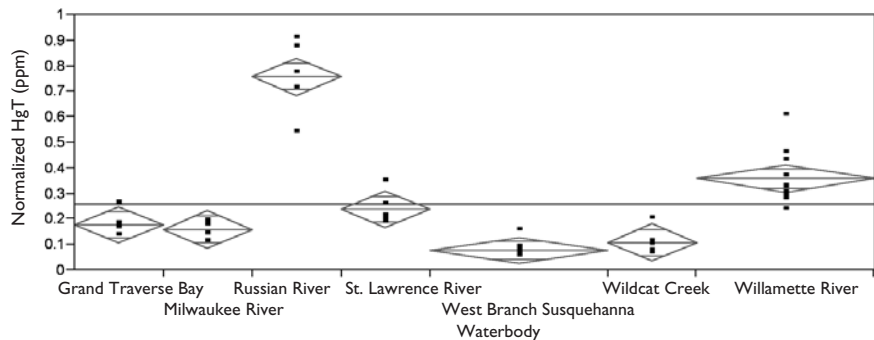 Normalized HgT (ppm)
1
0.9
0.8
0.7
0.6
0.5
0.4
0.3
0.2
0.1
0
Grand Traverse Bay Russian River St. Lawrence River Wildcat Creek Willamette River
Milwaukee River West Branch Susquehanna
Waterbody